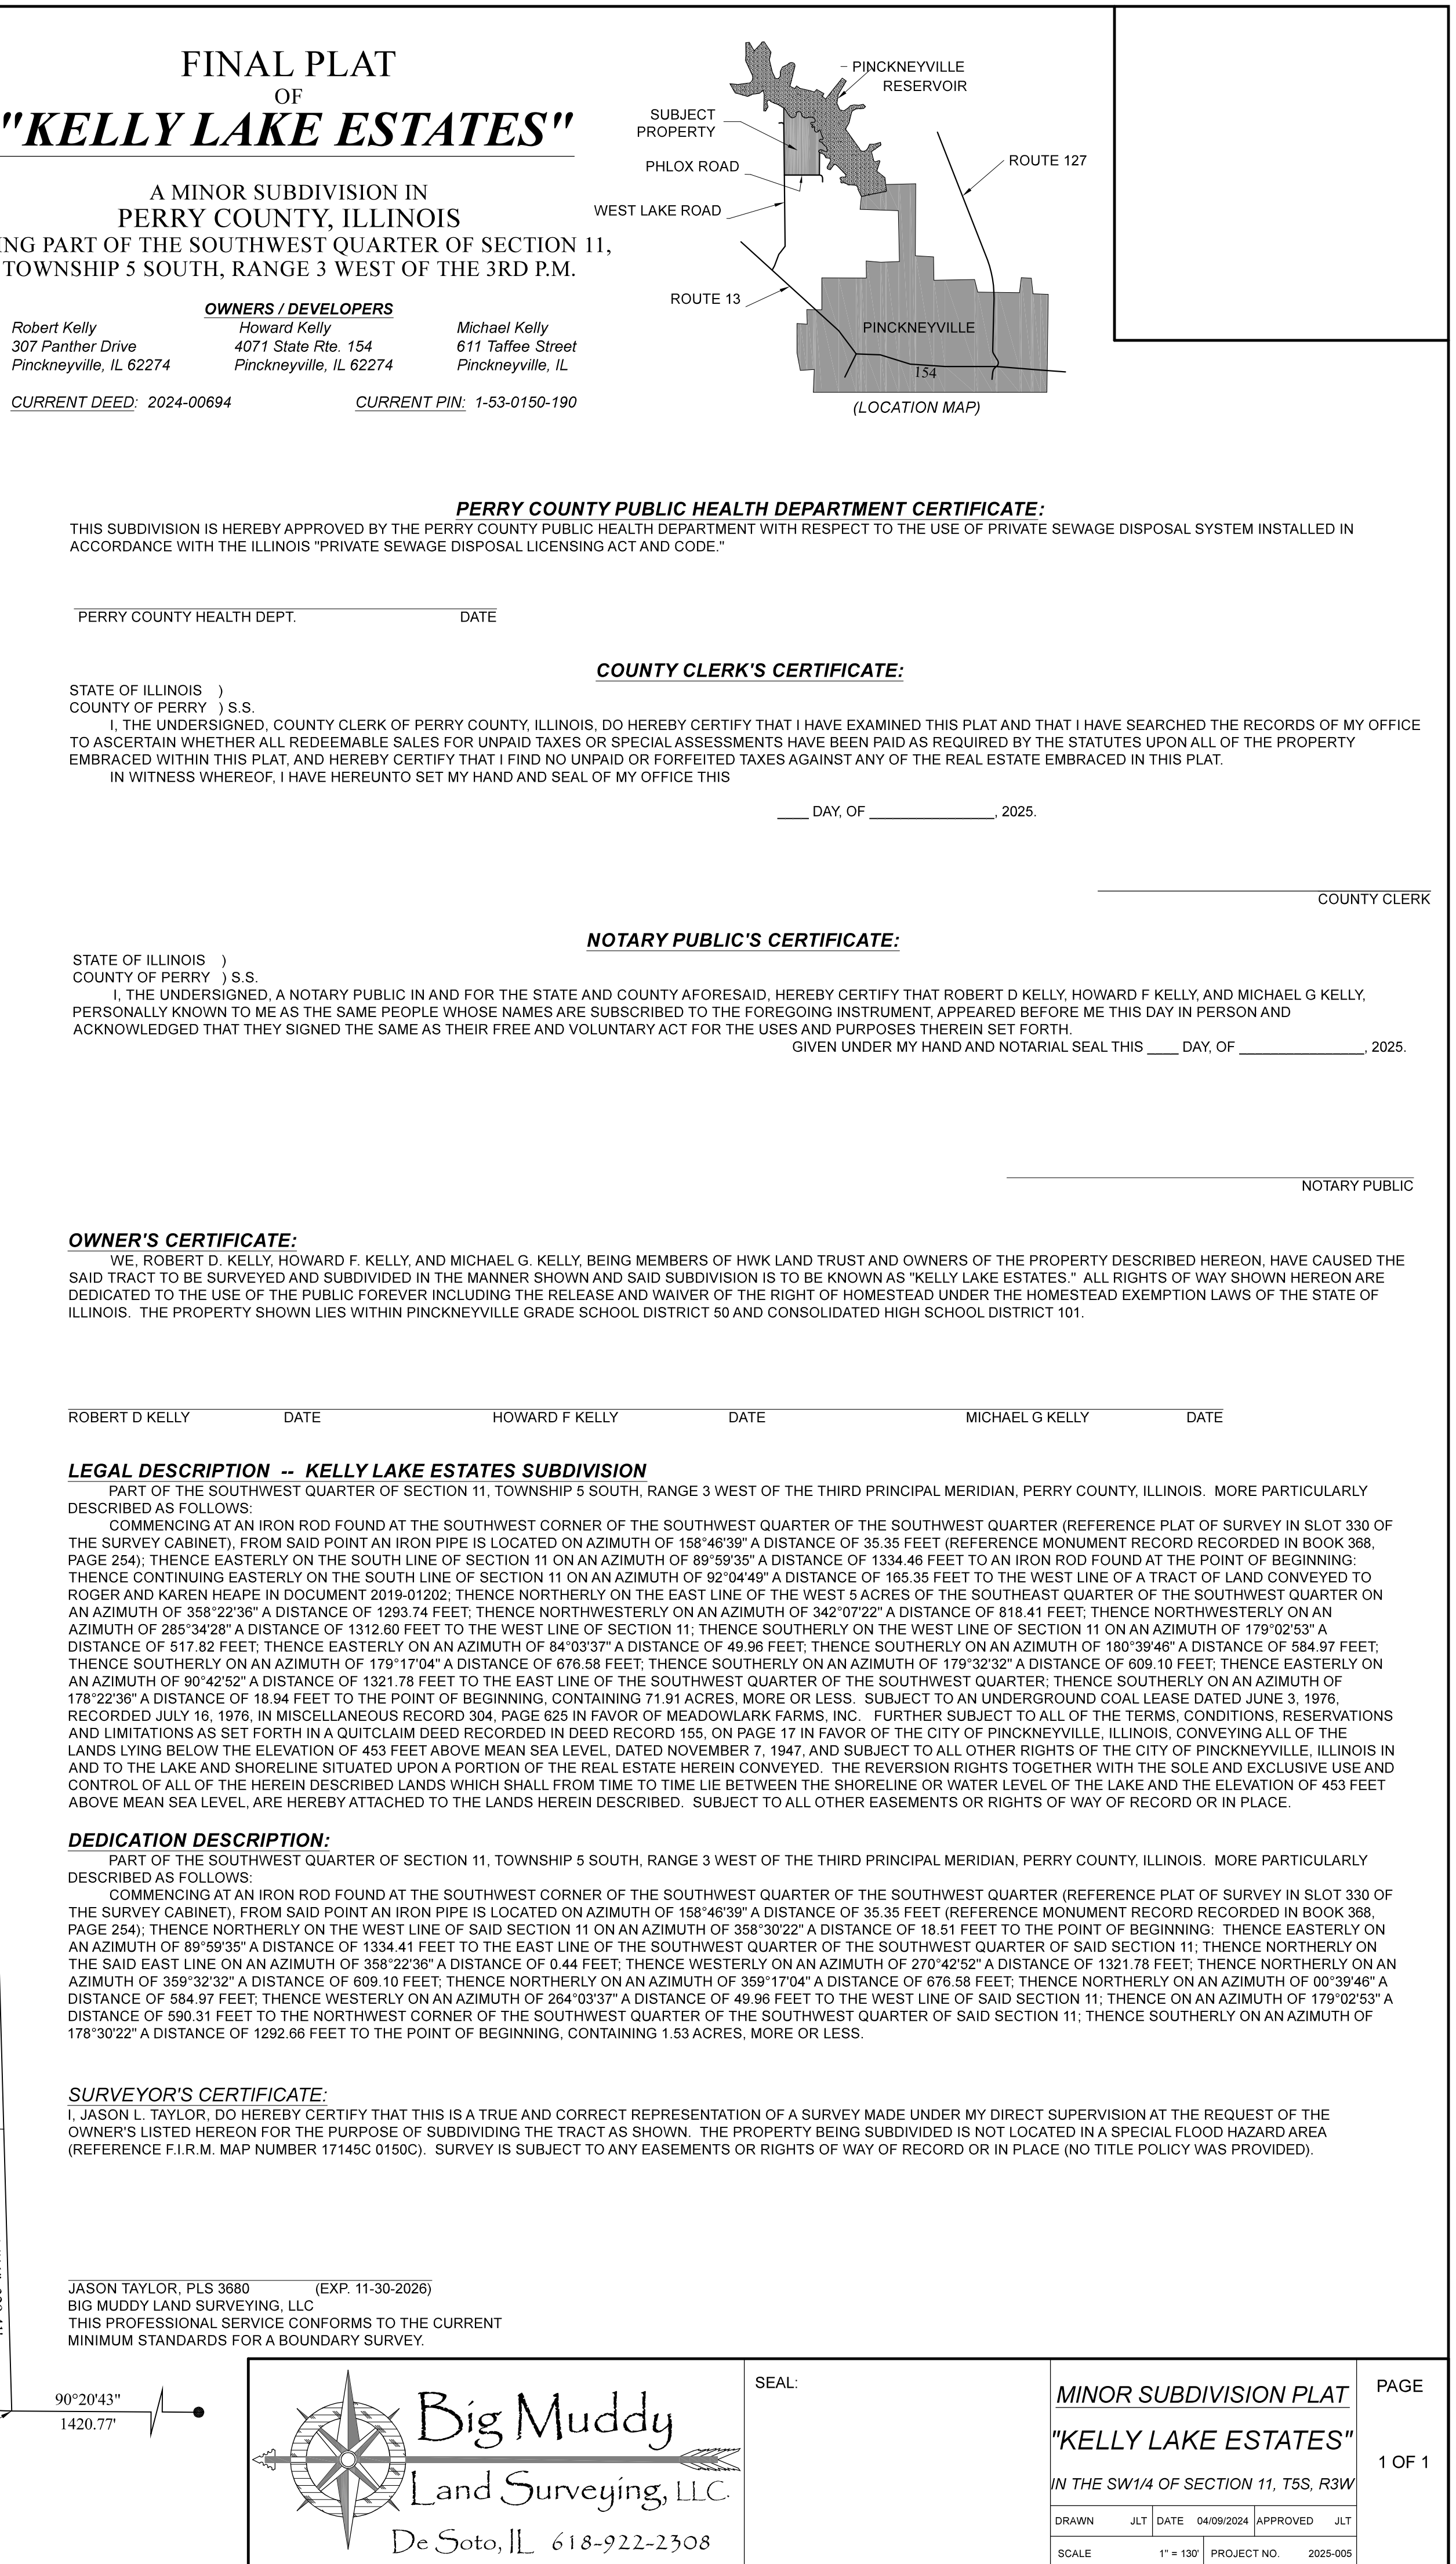 FINAL PLAT
OF
"KELLY LAKE ESTATES"
A MINOR SUBDIVISION IN
PERRY COUNTY, ILLINOIS
NG PART OF THE SOUTHWEST QUARTER OF SECTION 11,
TOWNSHIP 5 SOUTH, RANGE 3 WEST OF THE 3RD P.M.
OWNERS / DEVELOPERS
Robert Kelly Howard Kelly Michael Kelly
307 Panther Drive 4071 State Rte. 154 611 Taffee Street
Pinckneyville, IL 62274 Pinckneyville, IL 62274 Pinckneyville, IL
CURRENT DEED: 2024-00694 CURRENT PIN: 1-53-0150-190
PINCKNEYVILLE
RESERVOIR
SUBJECT
PROPERTY
PHLOX ROAD
ROUTE 127
WEST LAKE ROAD
ROUTE 13
PINCKNEYVILLE
154
(LOCATION MAP)
PERRY COUNTY PUBLIC HEALTH DEPARTMENT CERTIFICATE:
THIS SUBDIVISION IS HEREBY APPROVED BY THE PERRY COUNTY PUBLIC HEALTH DEPARTMENT WITH RESPECT TO THE USE OF PRIVATE SEWAGE DISPOSAL SYSTEM INSTALLED IN
ACCORDANCE WITH THE ILLINOIS "PRIVATE SEWAGE DISPOSAL LICENSING ACT AND CODE."
PERRY COUNTY HEALTH DEPT. DATE
COUNTY CLERK'S CERTIFICATE:
STATE OF ILLINOIS )
COUNTY OF PERRY ) S.S.
I, THE UNDERSIGNED, COUNTY CLERK OF PERRY COUNTY, ILLINOIS, DO HEREBY CERTIFY THAT I HAVE EXAMINED THIS PLAT AND THAT I HAVE SEARCHED THE RECORDS OF MY OFFICE
TO ASCERTAIN WHETHER ALL REDEEMABLE SALES FOR UNPAID TAXES OR SPECIAL ASSESSMENTS HAVE BEEN PAID AS REQUIRED BY THE STATUTES UPON ALL OF THE PROPERTY
EMBRACED WITHIN THIS PLAT, AND HEREBY CERTIFY THAT I FIND NO UNPAID OR FORFEITED TAXES AGAINST ANY OF THE REAL ESTATE EMBRACED IN THIS PLAT.
IN WITNESS WHEREOF, I HAVE HEREUNTO SET MY HAND AND SEAL OF MY OFFICE THIS
____ DAY, OF ________________, 2025.
COUNTY CLERK
NOTARY PUBLIC'S CERTIFICATE:
STATE OF ILLINOIS )
COUNTY OF PERRY ) S.S.
I, THE UNDERSIGNED, A NOTARY PUBLIC IN AND FOR THE STATE AND COUNTY AFORESAID, HEREBY CERTIFY THAT ROBERT D KELLY, HOWARD F KELLY, AND MICHAEL G KELLY,
PERSONALLY KNOWN TO ME AS THE SAME PEOPLE WHOSE NAMES ARE SUBSCRIBED TO THE FOREGOING INSTRUMENT, APPEARED BEFORE ME THIS DAY IN PERSON AND
ACKNOWLEDGED THAT THEY SIGNED THE SAME AS THEIR FREE AND VOLUNTARY ACT FOR THE USES AND PURPOSES THEREIN SET FORTH.
GIVEN UNDER MY HAND AND NOTARIAL SEAL THIS ____ DAY, OF ________________, 2025.
NOTARY PUBLIC
OWNER'S CERTIFICATE:
WE, ROBERT D. KELLY, HOWARD F. KELLY, AND MICHAEL G. KELLY, BEING MEMBERS OF HWK LAND TRUST AND OWNERS OF THE PROPERTY DESCRIBED HEREON, HAVE CAUSED THE
SAID TRACT TO BE SURVEYED AND SUBDIVIDED IN THE MANNER SHOWN AND SAID SUBDIVISION IS TO BE KNOWN AS "KELLY LAKE ESTATES." ALL RIGHTS OF WAY SHOWN HEREON ARE
DEDICATED TO THE USE OF THE PUBLIC FOREVER INCLUDING THE RELEASE AND WAIVER OF THE RIGHT OF HOMESTEAD UNDER THE HOMESTEAD EXEMPTION LAWS OF THE STATE OF
ILLINOIS. THE PROPERTY SHOWN LIES WITHIN PINCKNEYVILLE GRADE SCHOOL DISTRICT 50 AND CONSOLIDATED HIGH SCHOOL DISTRICT 101.
ROBERT D KELLY DATE HOWARD F KELLY DATE MICHAEL G KELLY DATE
LEGAL DESCRIPTION -- KELLY LAKE ESTATES SUBDIVISION
PART OF THE SOUTHWEST QUARTER OF SECTION 11, TOWNSHIP 5 SOUTH, RANGE 3 WEST OF THE THIRD PRINCIPAL MERIDIAN, PERRY COUNTY, ILLINOIS. MORE PARTICULARLY
DESCRIBED AS FOLLOWS:
COMMENCING AT AN IRON ROD FOUND AT THE SOUTHWEST CORNER OF THE SOUTHWEST QUARTER OF THE SOUTHWEST QUARTER (REFERENCE PLAT OF SURVEY IN SLOT 330 OF
THE SURVEY CABINET), FROM SAID POINT AN IRON PIPE IS LOCATED ON AZIMUTH OF 158°46'39" A DISTANCE OF 35.35 FEET (REFERENCE MONUMENT RECORD RECORDED IN BOOK 368,
PAGE 254); THENCE EASTERLY ON THE SOUTH LINE OF SECTION 11 ON AN AZIMUTH OF 89°59'35" A DISTANCE OF 1334.46 FEET TO AN IRON ROD FOUND AT THE POINT OF BEGINNING:
THENCE CONTINUING EASTERLY ON THE SOUTH LINE OF SECTION 11 ON AN AZIMUTH OF 92°04'49" A DISTANCE OF 165.35 FEET TO THE WEST LINE OF A TRACT OF LAND CONVEYED TO
ROGER AND KAREN HEAPE IN DOCUMENT 2019-01202; THENCE NORTHERLY ON THE EAST LINE OF THE WEST 5 ACRES OF THE SOUTHEAST QUARTER OF THE SOUTHWEST QUARTER ON
AN AZIMUTH OF 358°22'36" A DISTANCE OF 1293.74 FEET; THENCE NORTHWESTERLY ON AN AZIMUTH OF 342°07'22" A DISTANCE OF 818.41 FEET; THENCE NORTHWESTERLY ON AN
AZIMUTH OF 285°34'28" A DISTANCE OF 1312.60 FEET TO THE WEST LINE OF SECTION 11; THENCE SOUTHERLY ON THE WEST LINE OF SECTION 11 ON AN AZIMUTH OF 179°02'53" A
DISTANCE OF 517.82 FEET; THENCE EASTERLY ON AN AZIMUTH OF 84°03'37" A DISTANCE OF 49.96 FEET; THENCE SOUTHERLY ON AN AZIMUTH OF 180°39'46" A DISTANCE OF 584.97 FEET;
THENCE SOUTHERLY ON AN AZIMUTH OF 179°17'04" A DISTANCE OF 676.58 FEET; THENCE SOUTHERLY ON AN AZIMUTH OF 179°32'32" A DISTANCE OF 609.10 FEET; THENCE EASTERLY ON
AN AZIMUTH OF 90°42'52" A DISTANCE OF 1321.78 FEET TO THE EAST LINE OF THE SOUTHWEST QUARTER OF THE SOUTHWEST QUARTER; THENCE SOUTHERLY ON AN AZIMUTH OF
178°22'36" A DISTANCE OF 18.94 FEET TO THE POINT OF BEGINNING, CONTAINING 71.91 ACRES, MORE OR LESS. SUBJECT TO AN UNDERGROUND COAL LEASE DATED JUNE 3, 1976,
RECORDED JULY 16, 1976, IN MISCELLANEOUS RECORD 304, PAGE 625 IN FAVOR OF MEADOWLARK FARMS, INC. FURTHER SUBJECT TO ALL OF THE TERMS, CONDITIONS, RESERVATIONS
AND LIMITATIONS AS SET FORTH IN A QUITCLAIM DEED RECORDED IN DEED RECORD 155, ON PAGE 17 IN FAVOR OF THE CITY OF PINCKNEYVILLE, ILLINOIS, CONVEYING ALL OF THE
LANDS LYING BELOW THE ELEVATION OF 453 FEET ABOVE MEAN SEA LEVEL, DATED NOVEMBER 7, 1947, AND SUBJECT TO ALL OTHER RIGHTS OF THE CITY OF PINCKNEYVILLE, ILLINOIS IN
AND TO THE LAKE AND SHORELINE SITUATED UPON A PORTION OF THE REAL ESTATE HEREIN CONVEYED. THE REVERSION RIGHTS TOGETHER WITH THE SOLE AND EXCLUSIVE USE AND
CONTROL OF ALL OF THE HEREIN DESCRIBED LANDS WHICH SHALL FROM TIME TO TIME LIE BETWEEN THE SHORELINE OR WATER LEVEL OF THE LAKE AND THE ELEVATION OF 453 FEET
ABOVE MEAN SEA LEVEL, ARE HEREBY ATTACHED TO THE LANDS HEREIN DESCRIBED. SUBJECT TO ALL OTHER EASEMENTS OR RIGHTS OF WAY OF RECORD OR IN PLACE.
DEDICATION DESCRIPTION:
PART OF THE SOUTHWEST QUARTER OF SECTION 11, TOWNSHIP 5 SOUTH, RANGE 3 WEST OF THE THIRD PRINCIPAL MERIDIAN, PERRY COUNTY, ILLINOIS. MORE PARTICULARLY
DESCRIBED AS FOLLOWS:
COMMENCING AT AN IRON ROD FOUND AT THE SOUTHWEST CORNER OF THE SOUTHWEST QUARTER OF THE SOUTHWEST QUARTER (REFERENCE PLAT OF SURVEY IN SLOT 330 OF
THE SURVEY CABINET), FROM SAID POINT AN IRON PIPE IS LOCATED ON AZIMUTH OF 158°46'39" A DISTANCE OF 35.35 FEET (REFERENCE MONUMENT RECORD RECORDED IN BOOK 368,
PAGE 254); THENCE NORTHERLY ON THE WEST LINE OF SAID SECTION 11 ON AN AZIMUTH OF 358°30'22" A DISTANCE OF 18.51 FEET TO THE POINT OF BEGINNING: THENCE EASTERLY ON
AN AZIMUTH OF 89°59'35" A DISTANCE OF 1334.41 FEET TO THE EAST LINE OF THE SOUTHWEST QUARTER OF THE SOUTHWEST QUARTER OF SAID SECTION 11; THENCE NORTHERLY ON
THE SAID EAST LINE ON AN AZIMUTH OF 358°22'36" A DISTANCE OF 0.44 FEET; THENCE WESTERLY ON AN AZIMUTH OF 270°42'52" A DISTANCE OF 1321.78 FEET; THENCE NORTHERLY ON AN
AZIMUTH OF 359°32'32" A DISTANCE OF 609.10 FEET; THENCE NORTHERLY ON AN AZIMUTH OF 359°17'04" A DISTANCE OF 676.58 FEET; THENCE NORTHERLY ON AN AZIMUTH OF 00°39'46" A
DISTANCE OF 584.97 FEET; THENCE WESTERLY ON AN AZIMUTH OF 264°03'37" A DISTANCE OF 49.96 FEET TO THE WEST LINE OF SAID SECTION 11; THENCE ON AN AZIMUTH OF 179°02'53" A
DISTANCE OF 590.31 FEET TO THE NORTHWEST CORNER OF THE SOUTHWEST QUARTER OF THE SOUTHWEST QUARTER OF SAID SECTION 11; THENCE SOUTHERLY ON AN AZIMUTH OF
178°30'22" A DISTANCE OF 1292.66 FEET TO THE POINT OF BEGINNING, CONTAINING 1.53 ACRES, MORE OR LESS.
SURVEYOR'S CERTIFICATE:
I, JASON L. TAYLOR, DO HEREBY CERTIFY THAT THIS IS A TRUE AND CORRECT REPRESENTATION OF A SURVEY MADE UNDER MY DIRECT SUPERVISION AT THE REQUEST OF THE
OWNER'S LISTED HEREON FOR THE PURPOSE OF SUBDIVIDING THE TRACT AS SHOWN. THE PROPERTY BEING SUBDIVIDED IS NOT LOCATED IN A SPECIAL FLOOD HAZARD AREA
(REFERENCE F.I.R.M. MAP NUMBER 17145C 0150C). SURVEY IS SUBJECT TO ANY EASEMENTS OR RIGHTS OF WAY OF RECORD OR IN PLACE (NO TITLE POLICY WAS PROVIDED).
JASON TAYLOR, PLS 3680 (EXP. 11-30-2026)
BIG MUDDY LAND SURVEYING, LLC
THIS PROFESSIONAL SERVICE CONFORMS TO THE CURRENT
MINIMUM STANDARDS FOR A BOUNDARY SURVEY.
90°20'43"
1420.77'
Big Muddy
Land Surveying, LLC.
De Soto, IL 618-922-2308
SEAL:
MINOR SUBDIVISION PLAT
"KELLY LAKE ESTATES"
IN THE SW1/4 OF SECTION 11, T5S, R3W
DRAWN JLT DATE 04/09/2024 APPROVED JLT
SCALE 1" = 130' PROJECT NO. 2025-005
PAGE
1 OF 1